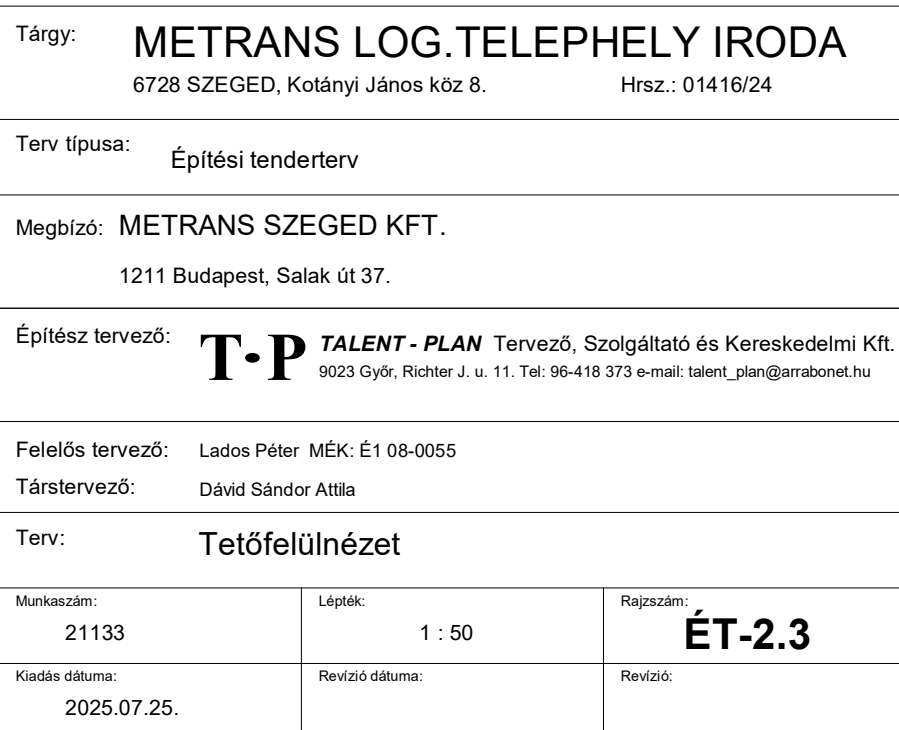 Tárgy: METRANS LOG.TELEPHELY IRODA
6728 SZEGED, Kotányi János köz 8. Hrsz.: 01416/24
Terv típusa: Építési tenderterv
Megbízó: METRANS SZEGED KFT.
1211 Budapest, Salak út 37.
Építész tervező: T·P TALENT - PLAN Tervező, Szolgáltató és Kereskedelmi Kft.
9023 Győr, Richter J. u. 11. Tel: 96-418 373 e-mail: talent_plan@arrabonet.hu
Felelős tervező: Lados Péter MÉK: É1 08-0055
Társtervező: Dávid Sándor Attila
Terv: Tetőfelülnézet
Munkaszám: Lépték: Rajzszám:
21133 1 : 50 ÉT-2.3
Kiadás dátuma: Revízió dátuma: Revízió:
2025.07.25.